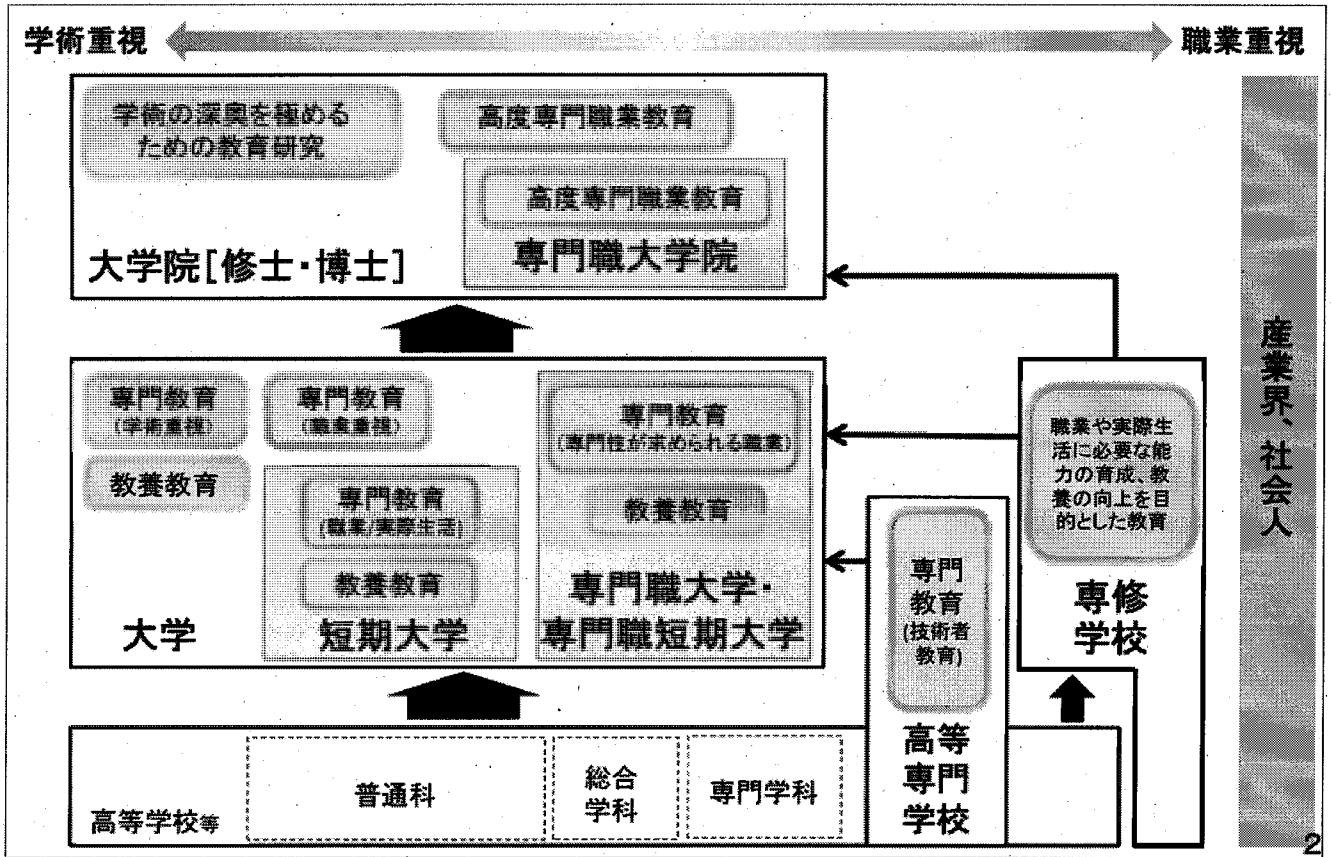 学術重視
職業重視
学術の深奥を極める
ための教育研究
高度専門職業教育
高度専門職業教育
専門職大学院
大学院[修士・博士]
専門教育
(学術重視)
教養教育
大学
専門教育
(職業重視)
専門教育
(職業/実際生活)
教養教育
短期大学
専門教育
(専門性が求められる職業)
教養教育
専門職大学・
専門職短期大学
専門
教育
(技術者
教育)
高等
専門
学校
職業や実際生
活に必要な能
力の育成、教
養の向上を目
的とした教育
専修
学校
産業界、社会人
高等学校等
普通科
総合
学科
専門学科
2